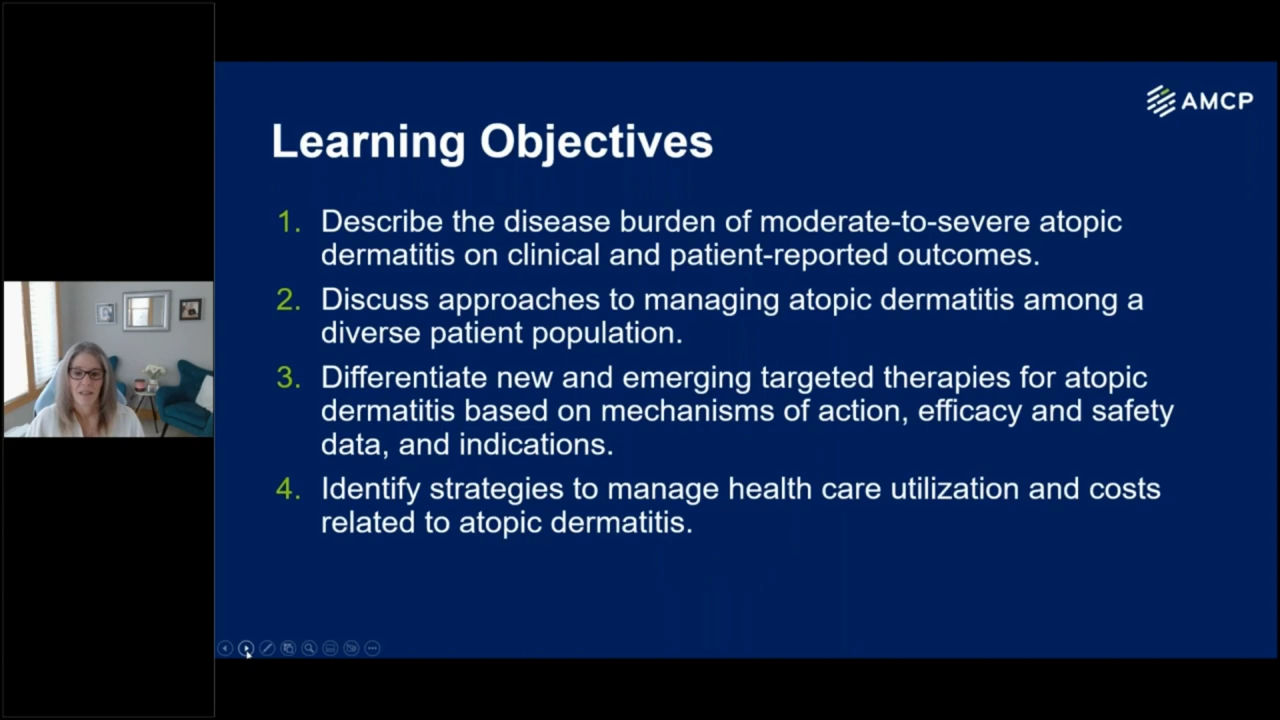 AMCP
Learning Objectives
1. Describe the disease burden of moderate-to-severe atopic
dermatitis on clinical and patient-reported outcomes.
2. Discuss approaches to managing atopic dermatitis among a
diverse patient population.
3. Differentiate new and emerging targeted therapies for atopic
dermatitis based on mechanisms of action, efficacy and safety
data, and indications.
4. Identify strategies to manage health care utilization and costs
related to atopic dermatitis.